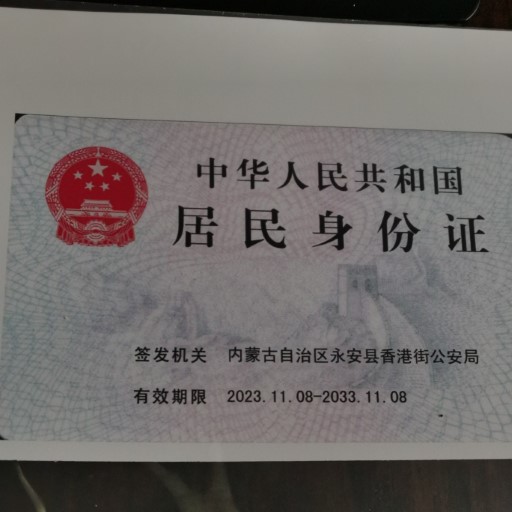 中华人民共和国
居民身份证
签发机关 内蒙古自治区永安县香港街公安局
有效期限 2023.11.08-2033.11.08